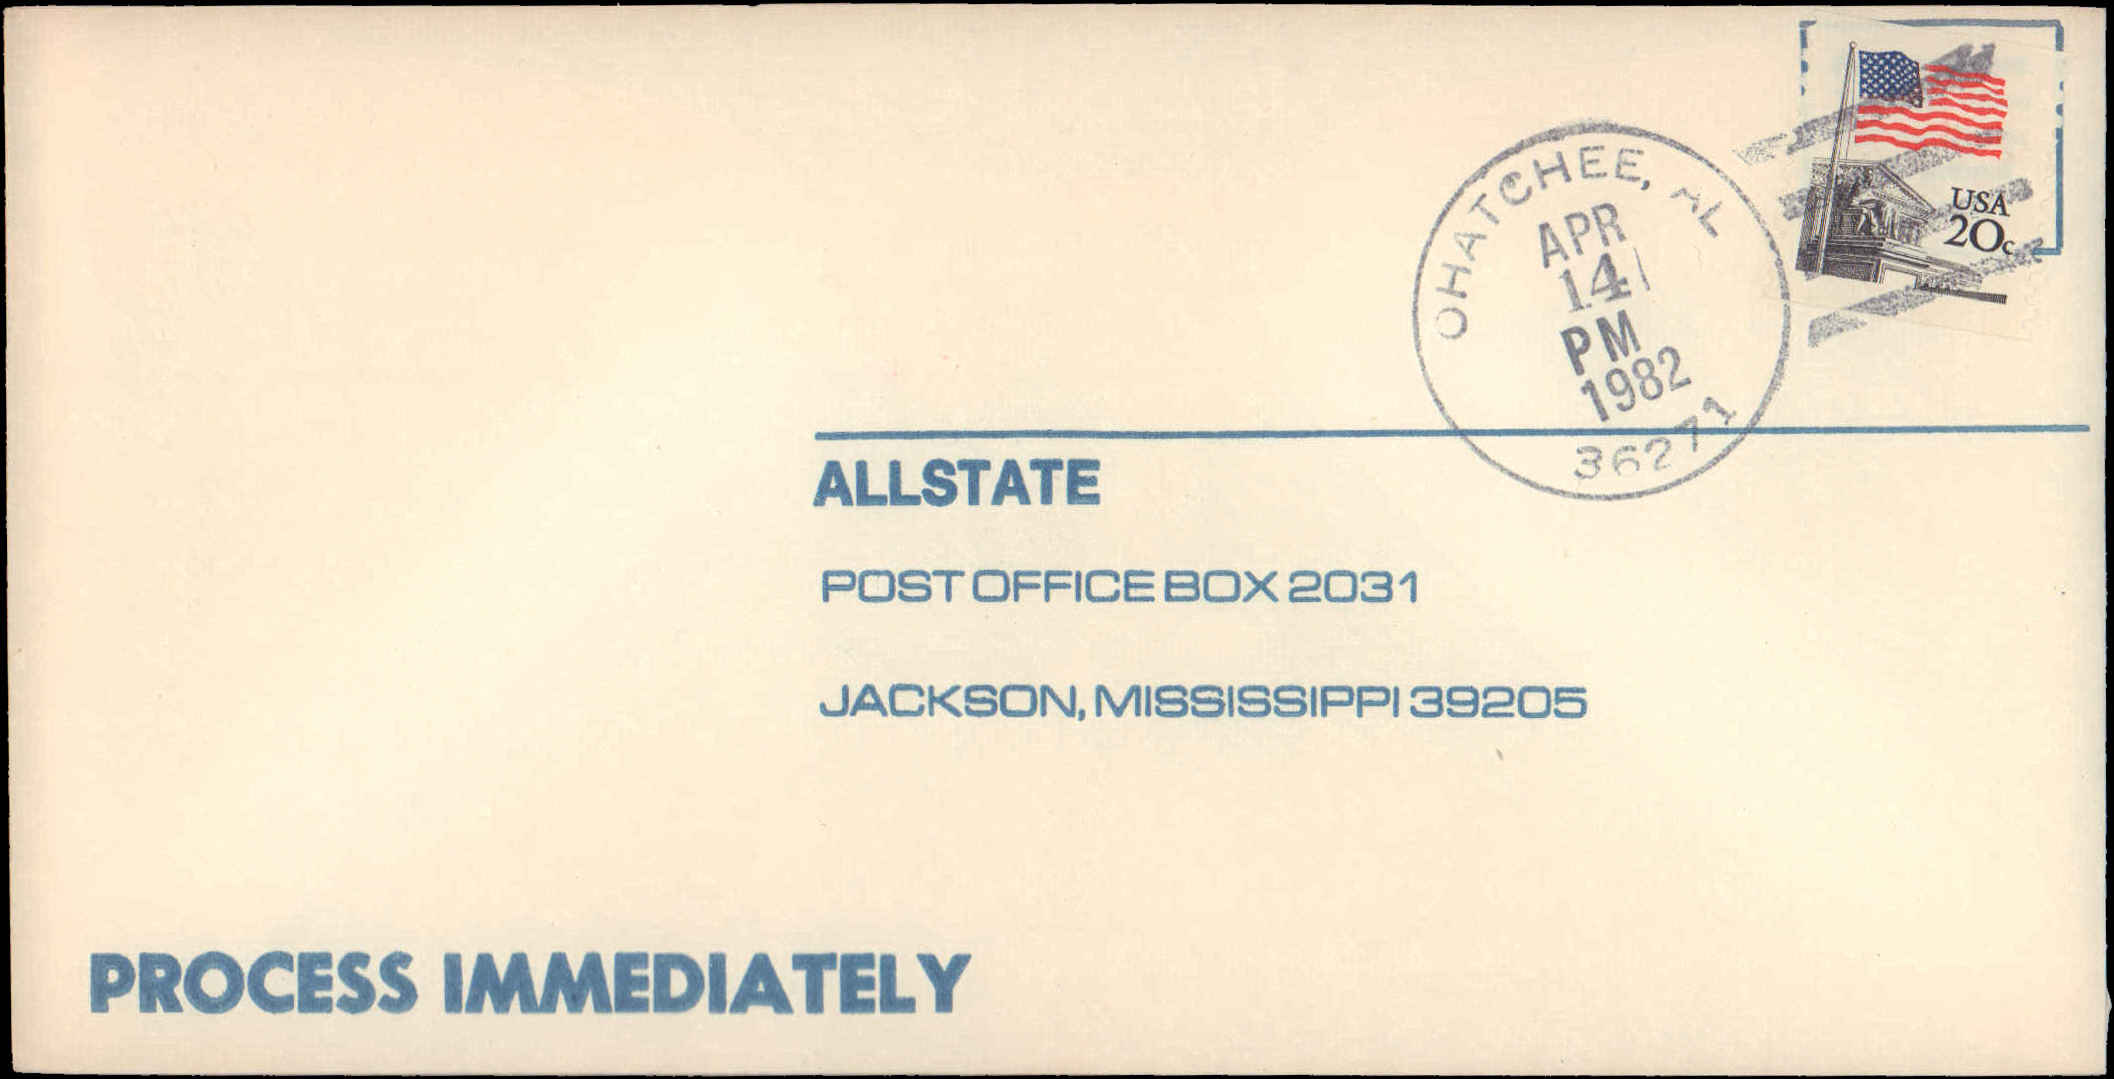 OHATCHEE, AL
APR
14
PM
1982
36271
USA
20c
ALLSTATE
POST OFFICE BOX 2031
JACKSON, MISSISSIPPI 39205
PROCESS IMMEDIATELY